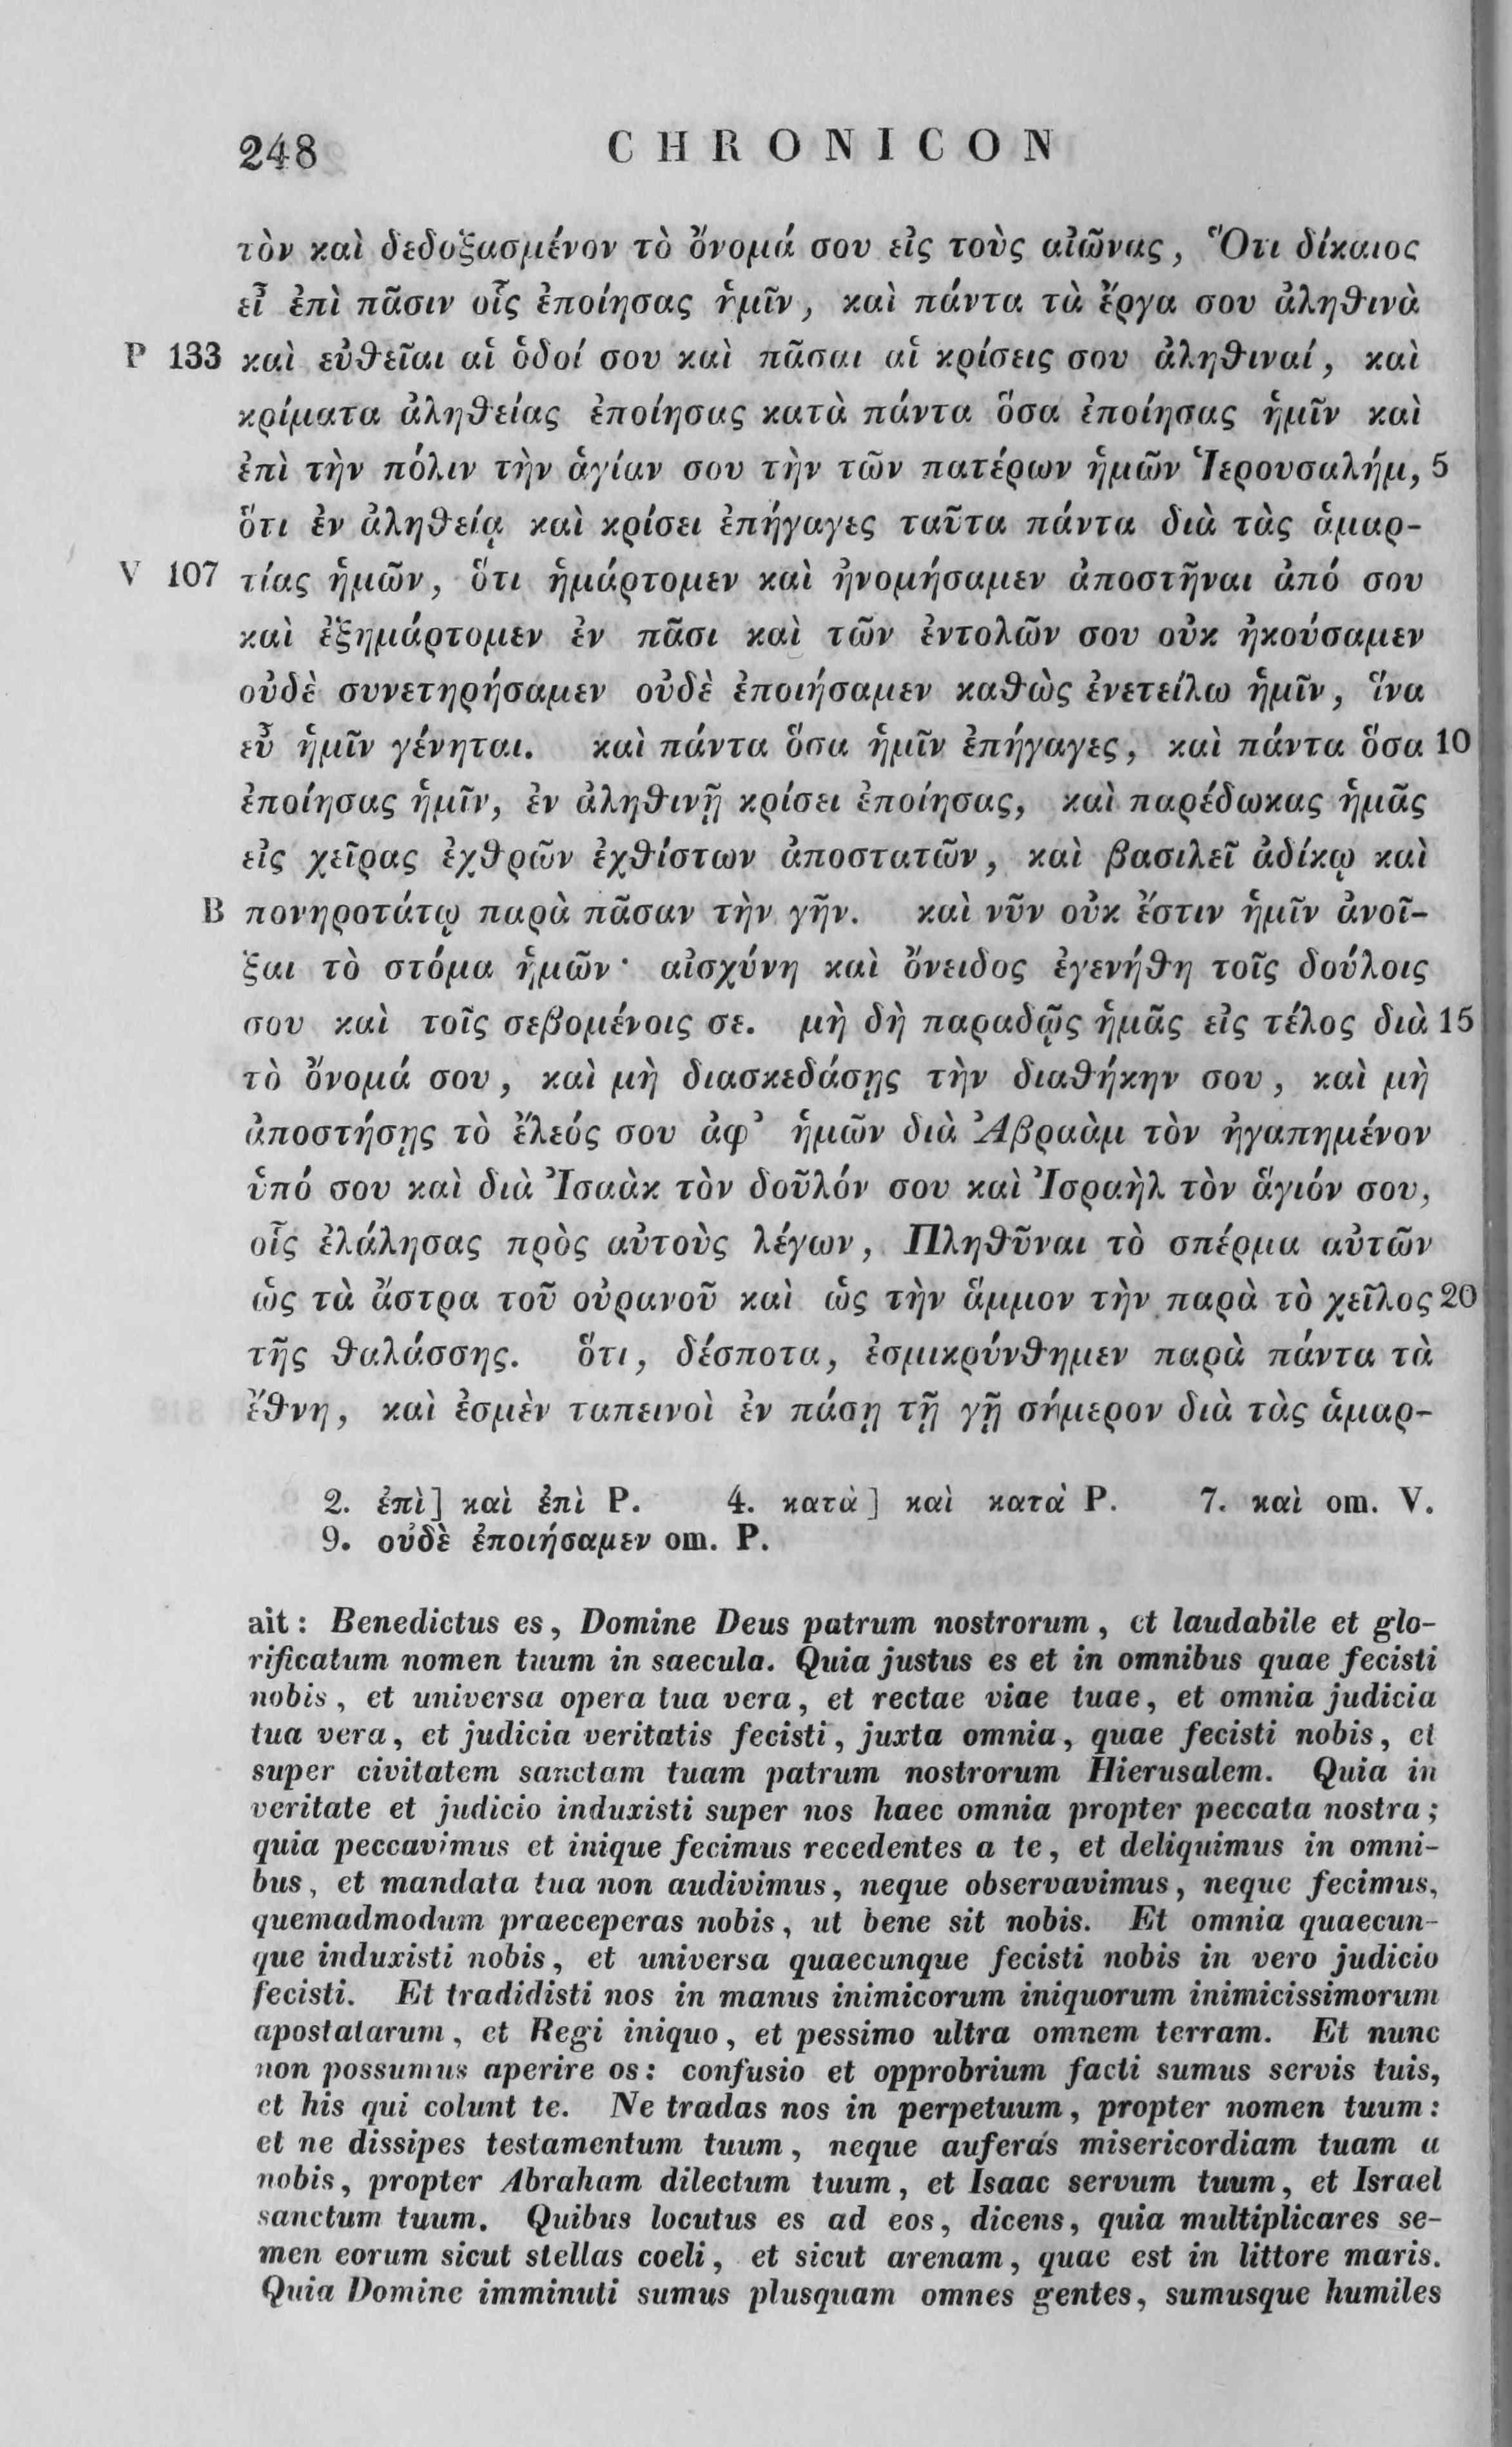 248 CHRONICON
τὸν καὶ δεδοξασμένον τὸ ὄνομά σου εἰς τοὺς αἰῶνας, Ὅτι δίκαιος
εἶ ἐπὶ πᾶσιν οἷς ἐποίησας ἡμῖν, καὶ πάντα τὰ ἔργα σου ἀληθινὰ
P 133 καὶ εὐθεῖαι αἱ ὁδοί σου καὶ πᾶσαι αἱ κρίσεις σου ἀληθιναί, καὶ
κρίματα ἀληθείας ἐποίησας κατὰ πάντα ὅσα ἐποίησας ἡμῖν καὶ
ἐπὶ τὴν πόλιν τὴν ἁγίαν σου τὴν τῶν πατέρων ἡμῶν Ἱερουσαλήμ, 5
ὅτι ἐν ἀληθείᾳ καὶ κρίσει ἐπήγαγες ταῦτα πάντα διὰ τὰς ἁμαρ-
V 107 τίας ἡμῶν, ὅτι ἡμάρτομεν καὶ ἠνομήσαμεν ἀποστῆναι ἀπό σου
καὶ ἐξημάρτομεν ἐν πᾶσι καὶ τῶν ἐντολῶν σου οὐκ ἠκούσαμεν
οὐδὲ συνετηρήσαμεν οὐδὲ ἐποιήσαμεν καθὼς ἐνετείλω ἡμῖν, ἵνα
εὖ ἡμῖν γένηται. καὶ πάντα ὅσα ἡμῖν ἐπήγαγες, καὶ πάντα ὅσα 10
ἐποίησας ἡμῖν, ἐν ἀληθινῇ κρίσει ἐποίησας, καὶ παρέδωκας ἡμᾶς
εἰς χεῖρας ἐχθρῶν ἐχθίστων ἀποστατῶν, καὶ βασιλεῖ ἀδίκῳ καὶ
B πονηροτάτῳ παρὰ πᾶσαν τὴν γῆν. καὶ νῦν οὐκ ἔστιν ἡμῖν ἀνοῖ-
ξαι τὸ στόμα ἡμῶν· αἰσχύνη καὶ ὄνειδος ἐγενήθη τοῖς δούλοις
σου καὶ τοῖς σεβομένοις σε. μὴ δὴ παραδῷς ἡμᾶς εἰς τέλος διὰ 15
τὸ ὄνομά σου, καὶ μὴ διασκεδάσῃς τὴν διαθήκην σου, καὶ μὴ
ἀποστήσῃς τὸ ἔλεός σου ἀφ’ ἡμῶν διὰ Ἀβραὰμ τὸν ἠγαπημένον
ὑπό σου καὶ διὰ Ἰσαὰκ τὸν δοῦλόν σου καὶ Ἰσραὴλ τὸν ἅγιόν σου,
οἷς ἐλάλησας πρὸς αὐτοὺς λέγων, Πληθῦναι τὸ σπέρμα αὐτῶν
ὡς τὰ ἄστρα τοῦ οὐρανοῦ καὶ ὡς τὴν ἄμμον τὴν παρὰ τὸ χεῖλος 20
τῆς θαλάσσης. ὅτι, δέσποτα, ἐσμικρύνθημεν παρὰ πάντα τὰ
ἔθνη, καὶ ἐσμὲν ταπεινοὶ ἐν πάσῃ τῇ γῇ σήμερον διὰ τὰς ἁμαρ-
2. ἐπὶ] καὶ ἐπὶ P. 4. κατὰ] καὶ κατὰ P. 7. καὶ om. V.
9. οὐδὲ ἐποιήσαμεν om. P.
ait: Benedictus es, Domine Deus patrum nostrorum, et laudabile et glo-
rificatum nomen tuum in saecula. Quia justus es et in omnibus quae fecisti
nobis, et universa opera tua vera, et rectae viae tuae, et omnia judicia
tua vera, et judicia veritatis fecisti, juxta omnia, quae fecisti nobis, et
super civitatem sanctam tuam patrum nostrorum Hierusalem. Quia in
veritate et judicio induxisti super nos haec omnia propter peccata nostra;
quia peccavimus et inique fecimus recedentes a te, et deliquimus in omni-
bus, et mandata tua non audivimus, neque observavimus, neque fecimus,
quemadmodum praeceperas nobis, ut bene sit nobis. Et omnia quaecun-
que induxisti nobis, et universa quaecunque fecisti nobis in vero judicio
fecisti. Et tradidisti nos in manus inimicorum iniquorum inimicissimorum
apostatarum, et Regi iniquo, et pessimo ultra omnem terram. Et nunc
non possumus aperire os: confusio et opprobrium facti sumus servis tuis,
et his qui colunt te. Ne tradas nos in perpetuum, propter nomen tuum:
et ne dissipes testamentum tuum, neque auferas misericordiam tuam a
nobis, propter Abraham dilectum tuum, et Isaac servum tuum, et Israel
sanctum tuum. Quibus locutus es ad eos, dicens, quia multiplicares se-
men eorum sicut stellas coeli, et sicut arenam, quae est in littore maris.
Quia Domine imminuti sumus plusquam omnes gentes, sumusque humiles